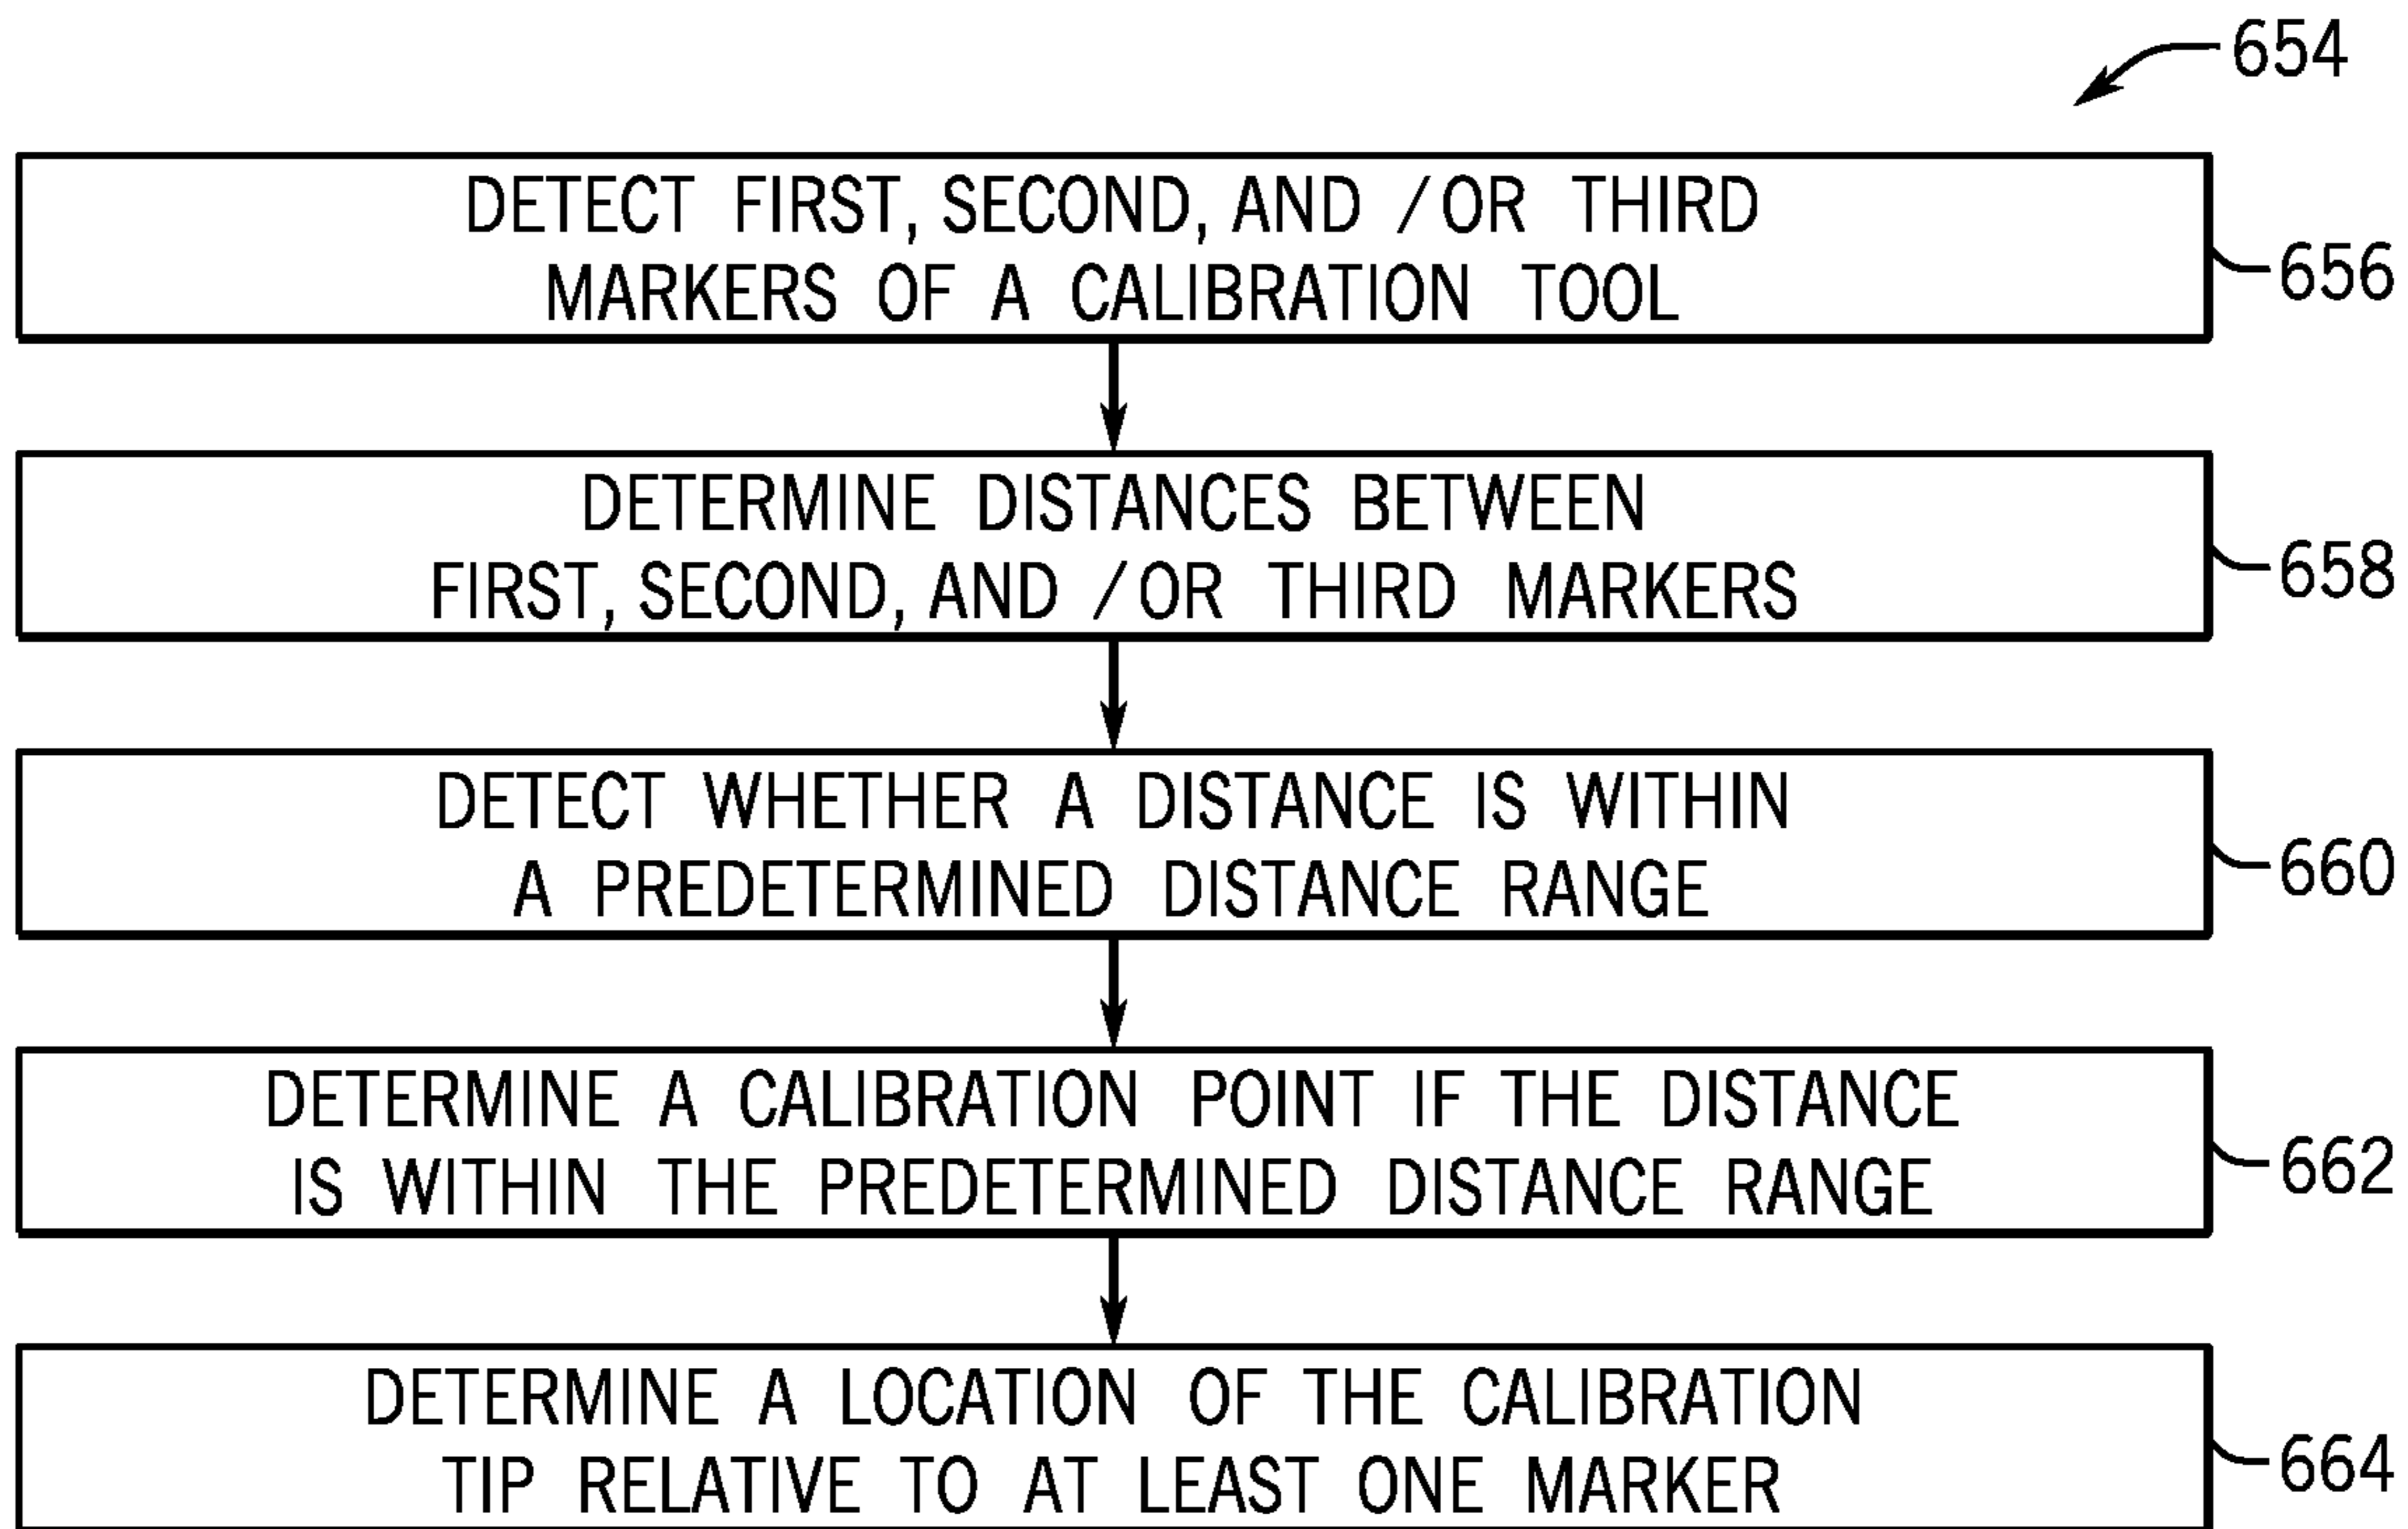 654
DETECT FIRST, SECOND, AND /OR THIRD
MARKERS OF A CALIBRATION TOOL
656
DETERMINE DISTANCES BETWEEN
FIRST, SECOND, AND /OR THIRD MARKERS
658
DETECT WHETHER A DISTANCE IS WITHIN
A PREDETERMINED DISTANCE RANGE
660
DETERMINE A CALIBRATION POINT IF THE DISTANCE
IS WITHIN THE PREDETERMINED DISTANCE RANGE
662
DETERMINE A LOCATION OF THE CALIBRATION
TIP RELATIVE TO AT LEAST ONE MARKER
664